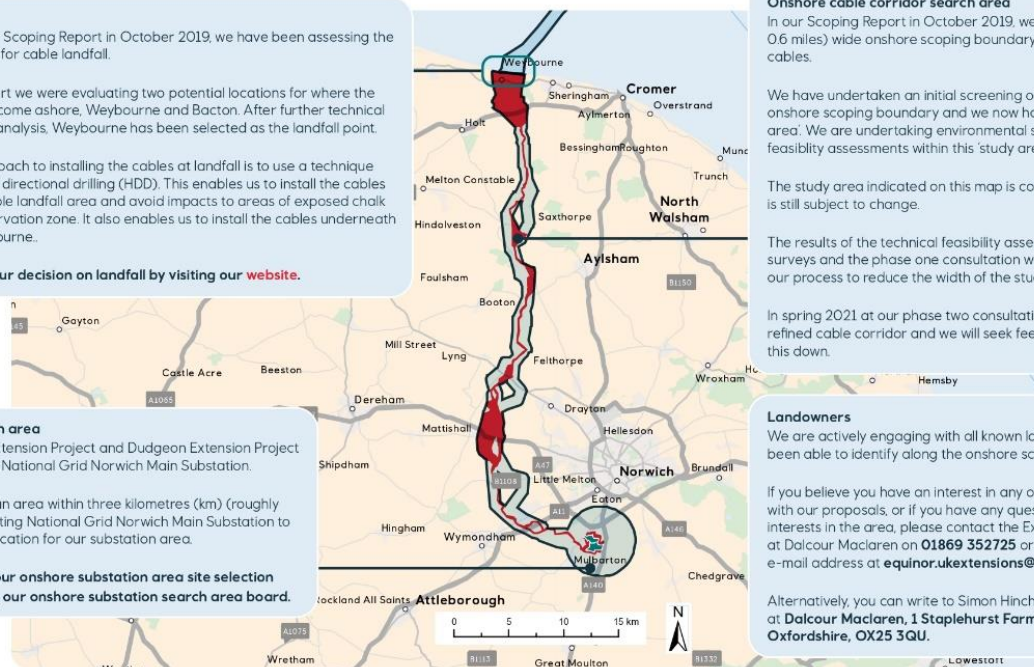 Scoping Report in October 2019, we have been assessing the
for cable landfall.
rt we were evaluating two potential locations for where the
come ashore, Weybourne and Bacton. After further technical
analysis, Weybourne has been selected as the landfall point.
oach to installing the cables at landfall is to use a technique
directional drilling (HDD). This enables us to install the cables
ble landfall area and avoid impacts to areas of exposed chalk
rvation zone. It also enables us to install the cables underneath
ourne..
ur decision on landfall by visiting our website.
n area
tension Project and Dudgeon Extension Project
National Grid Norwich Main Substation.
an area within three kilometres (km) (roughly
ting National Grid Norwich Main Substation to
cation for our substation area.
our onshore substation area site selection
our onshore substation search area board.
Onshore cable corridor search area
In our Scoping Report in October 2019, we
0.6 miles) wide onshore scoping boundary
cables.
We have undertaken an initial screening o
onshore scoping boundary and we now ha
area'. We are undertaking environmental s
feasiblity assessments within this 'study are
The study area indicated on this map is co
is still subject to change.
The results of the technical feasibility asse
surveys and the phase one consultation w
our process to reduce the width of the stu
In spring 2021 at our phase two consultati
refined cable corridor and we will seek fee
this down.
Landowners
We are actively engaging with all known la
been able to identify along the onshore sc
If you believe you have an interest in any o
with our proposals, or if you have any ques
interests in the area, please contact the Ex
at Dalcour Maclaren on 01869 352725 or
e-mail address at equinor.ukextensions@
Alternatively, you can write to Simon Hinch
at Dalcour Maclaren, 1 Staplehurst Farm
Oxfordshire, OX25 3QU.
Weybourne
Sheringham
Cromer
Overstrand
Aylmerton
Holt
Bessingham
Roughton
Mund
Trunch
Melton Constable
North
Walsham
Saxthorpe
Hindolveston
Aylsham
Foulsham
B1150
Booton
45
Gayton
Mill Street
Lyng
Felthorpe
Castle Acre
Beeston
Wroxham
Ho
Hemsby
A1065
Dereham
Drayton
Mattishall
Hellesdon
Shipdham
A47
Norwich
Brundall
B1108
Little Melton
Eaton
A11
A146
Hingham
Wymondham
Mulbarton
A140
Chedgrave
ockland All Saints
Attleborough
A1075
0 5 10 15 km
N
Wretham
B1113
Great Moulton
B1332
Lowestoft